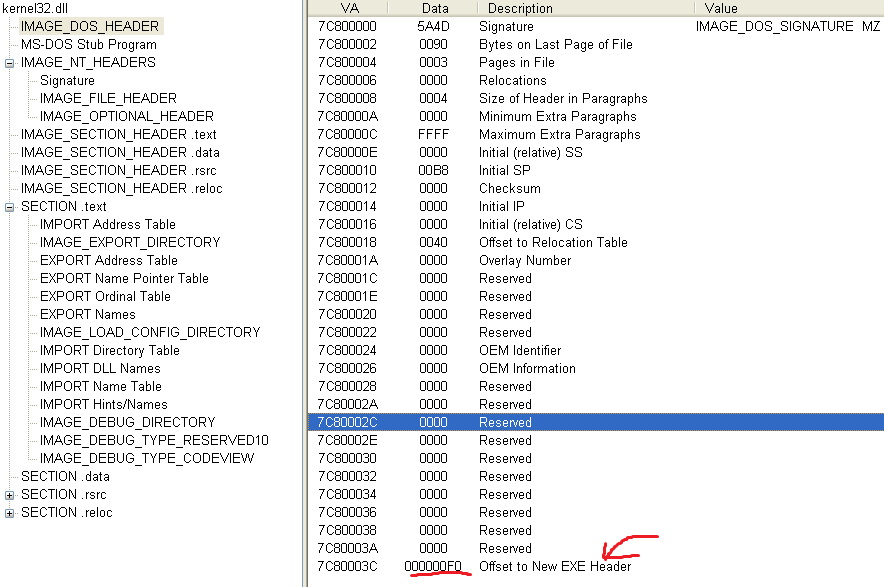 kernel32.dll
IMAGE_DOS_HEADER
MS-DOS Stub Program
IMAGE_NT_HEADERS
Signature
IMAGE_FILE_HEADER
IMAGE_OPTIONAL_HEADER
IMAGE_SECTION_HEADER .text
IMAGE_SECTION_HEADER .data
IMAGE_SECTION_HEADER .rsrc
IMAGE_SECTION_HEADER .reloc
SECTION .text
IMPORT Address Table
IMAGE_EXPORT_DIRECTORY
EXPORT Address Table
EXPORT Name Pointer Table
EXPORT Ordinal Table
EXPORT Names
IMAGE_LOAD_CONFIG_DIRECTORY
IMPORT Directory Table
IMPORT DLL Names
IMPORT Name Table
IMPORT Hints/Names
IMAGE_DEBUG_DIRECTORY
IMAGE_DEBUG_TYPE_RESERVED10
IMAGE_DEBUG_TYPE_CODEVIEW
SECTION .data
SECTION .rsrc
SECTION .reloc
VA Data Description Value
7C800000 5A4D Signature IMAGE_DOS_SIGNATURE MZ
7C800002 0090 Bytes on Last Page of File
7C800004 0003 Pages in File
7C800006 0000 Relocations
7C800008 0004 Size of Header in Paragraphs
7C80000A 0000 Minimum Extra Paragraphs
7C80000C FFFF Maximum Extra Paragraphs
7C80000E 0000 Initial (relative) SS
7C800010 00B8 Initial SP
7C800012 0000 Checksum
7C800014 0000 Initial IP
7C800016 0000 Initial (relative) CS
7C800018 0040 Offset to Relocation Table
7C80001A 0000 Overlay Number
7C80001C 0000 Reserved
7C80001E 0000 Reserved
7C800020 0000 Reserved
7C800022 0000 Reserved
7C800024 0000 OEM Identifier
7C800026 0000 OEM Information
7C800028 0000 Reserved
7C80002A 0000 Reserved
7C80002C 0000 Reserved
7C80002E 0000 Reserved
7C800030 0000 Reserved
7C800032 0000 Reserved
7C800034 0000 Reserved
7C800036 0000 Reserved
7C800038 0000 Reserved
7C80003A 0000 Reserved
7C80003C 000000F0 Offset to New EXE Header